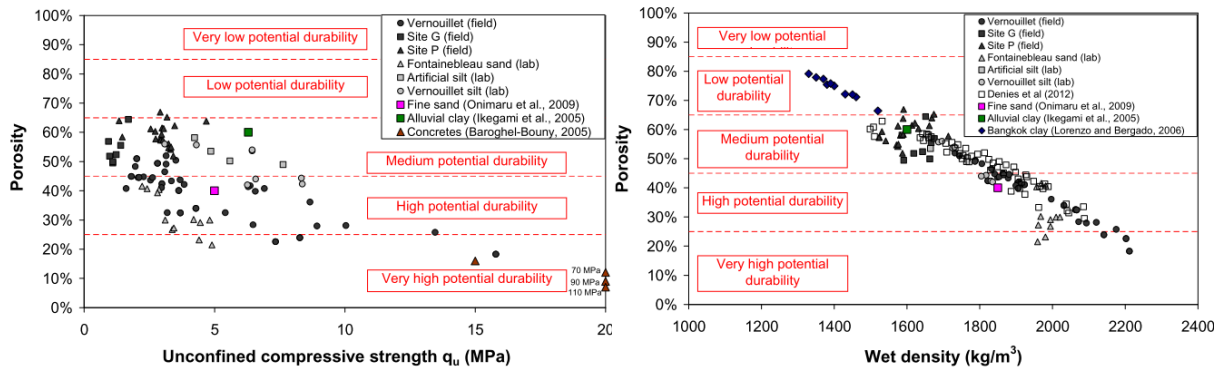 Porosity
100%
90%
80%
70%
60%
50%
40%
30%
20%
10%
0%
Very low potential durability
Low potential durability
Medium potential durability
High potential durability
Very high potential durability
Vernouillet (field)
Site G (field)
Site P (field)
Fontainebleau sand (lab)
Artificial silt (lab)
Vernouillet silt (lab)
Fine sand (Onimaru et al., 2009)
Alluvial clay (Ikegami et al., 2005)
Concretes (Baroghel-Bouny, 2005)
70 MPa
90 MPa
110 MPa
0 5 10 15 20
Unconfined compressive strength qu (MPa)
Porosity
100%
90%
80%
70%
60%
50%
40%
30%
20%
10%
0%
Very low potential
Low potential
durability
Medium potential
durability
High potential durability
Very high potential
durability
Vernouillet (field)
Site G (field)
Site P (field)
Fontainebleau sand (lab)
Artificial silt (lab)
Vernouillet silt (lab)
Denies et al (2012)
Fine sand (Onimaru et al., 2009)
Alluvial clay (Ikegami et al., 2005)
Bangkok clay (Lorenzo and Bergado, 2006)
1000 1200 1400 1600 1800 2000 2200 2400
Wet density (kg/m³)